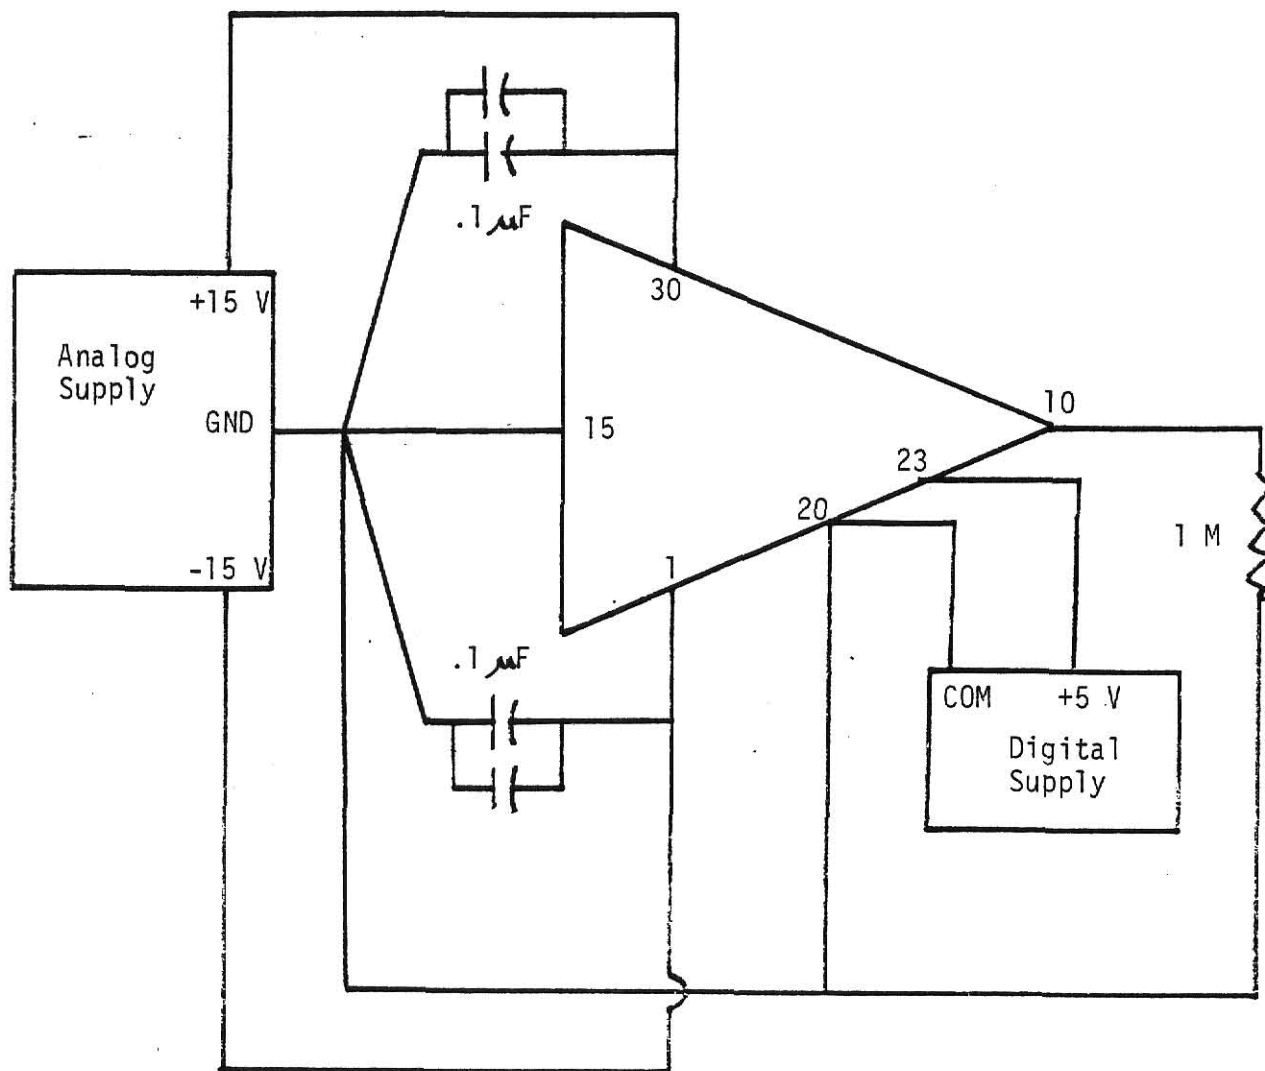 .1 µF
+15 V
30
Analog
Supply
10
GND
15
23
20
1 M
-15 V
1
.1 µF
COM
+5 V
Digital
Supply